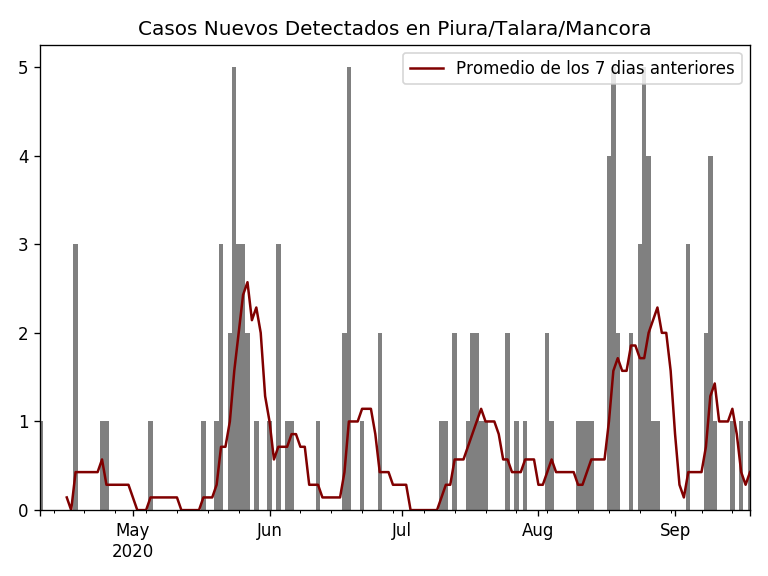 Casos Nuevos Detectados en Piura/Talara/Mancora
Promedio de los 7 dias anteriores
5
4
3
2
1
0
May Jun Jul Aug Sep
2020